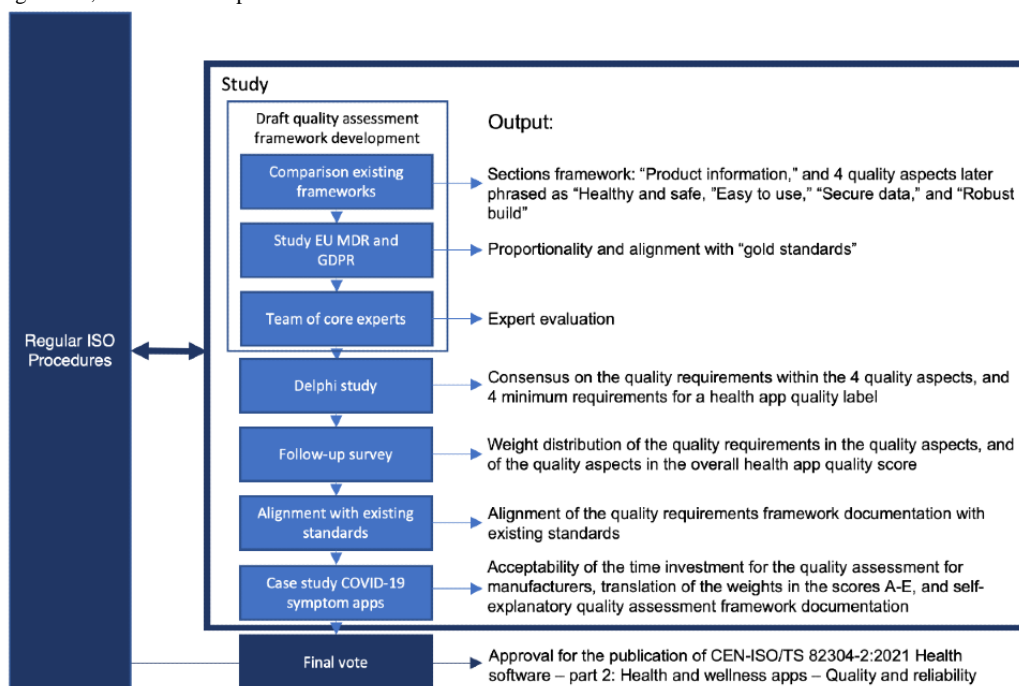 Study
Draft quality assessment
framework development
Output:
Comparison existing
frameworks
Sections framework: “Product information,” and 4 quality aspects later
phrased as “Healthy and safe, ”Easy to use,” “Secure data,” and “Robust
build”
Study EU MDR and
GDPR
Proportionality and alignment with “gold standards”
Team of core experts
Expert evaluation
Regular ISO
Procedures
Delphi study
Consensus on the quality requirements within the 4 quality aspects, and
4 minimum requirements for a health app quality label
Follow-up survey
Weight distribution of the quality requirements in the quality aspects, and
of the quality aspects in the overall health app quality score
Alignment with existing
standards
Alignment of the quality requirements framework documentation with
existing standards
Case study COVID-19
symptom apps
Acceptability of the time investment for the quality assessment for
manufacturers, translation of the weights in the scores A-E, and self-
explanatory quality assessment framework documentation
Final vote
Approval for the publication of CEN-ISO/TS 82304-2:2021 Health
software – part 2: Health and wellness apps – Quality and reliability